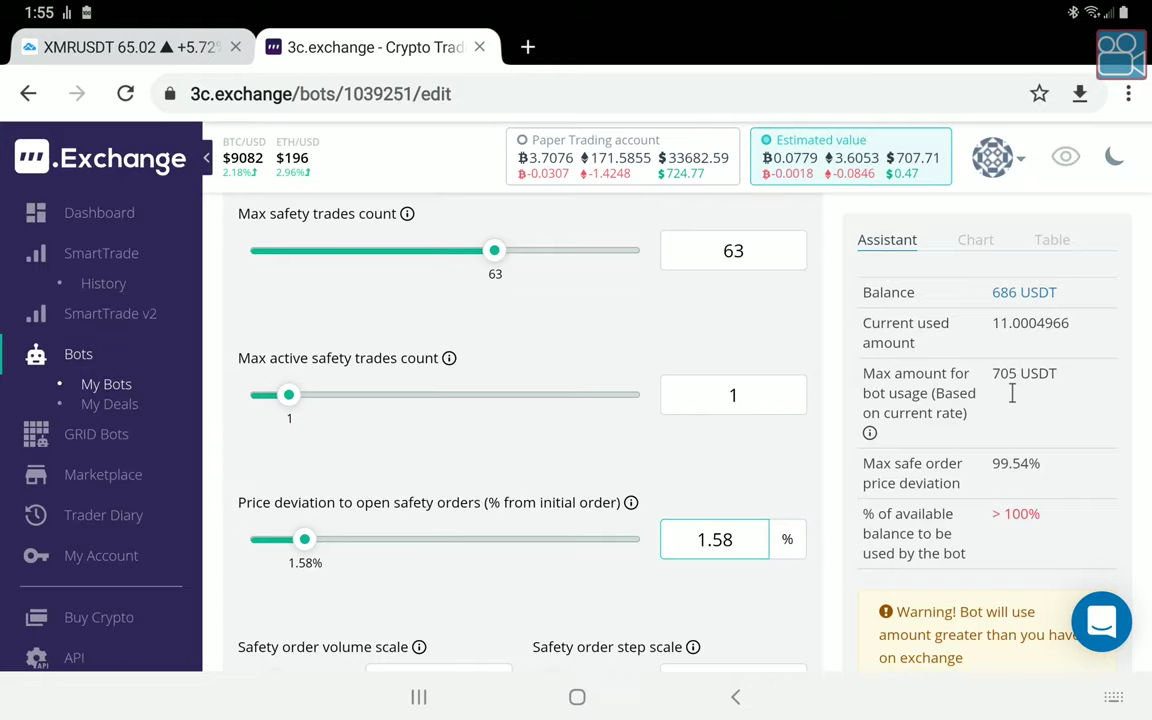 1:55
XMRUSDT 65.02 ▲ +5.72%
3c.exchange - Crypto Trad
3c.exchange/bots/1039251/edit
.Exchange
BTC/USD ETH/USD
$9082 $196
2.18% 2.96%
Paper Trading account
3.7076 171.5855 $33682.59
-0.0307 -1.4248 $724.77
Estimated value
0.0779 3.6053 $707.71
-0.0018 -0.0846 $0.47
Dashboard
SmartTrade
• History
SmartTrade v2
Bots
• My Bots
• My Deals
GRID Bots
Marketplace
Trader Diary
My Account
Buy Crypto
API
Max safety trades count
63
63
Max active safety trades count
1
1
Price deviation to open safety orders (% from initial order)
1.58 %
1.58%
Safety order volume scale
Safety order step scale
Assistant Chart Table
Balance 686 USDT
Current used 11.0004966
amount
Max amount for 705 USDT
bot usage (Based
on current rate)
Max safe order 99.54%
price deviation
% of available > 100%
balance to be
used by the bot
Warning! Bot will use
amount greater than you have
on exchange